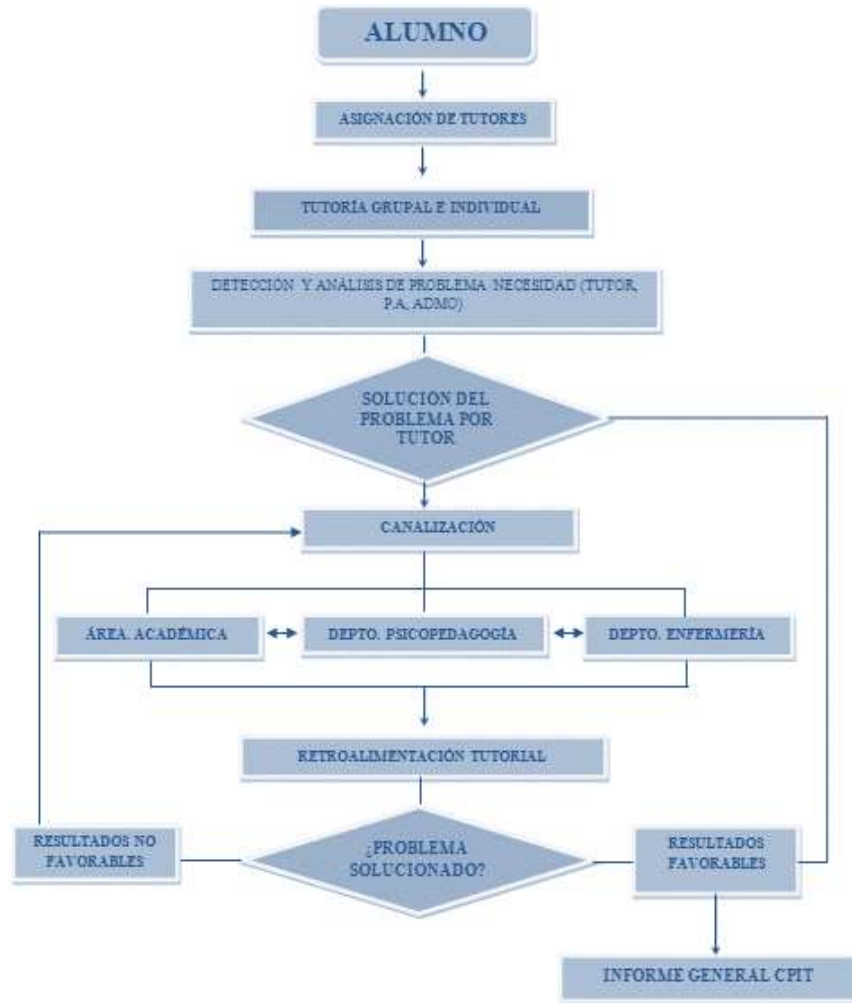 ALUMNO
ASIGNACIÓN DE TUTORES
TUTORÍA GRUPAL E INDIVIDUAL
DETECCIÓN Y ANÁLISIS DE PROBLEMA NECESIDAD (TUTOR,
P.A, ADMO)
SOLUCIÓN DEL
PROBLEMA POR
TUTOR
CANALIZACIÓN
ÁREA. ACADÉMICA
DEPTO. PSICOPEDAGOGÍA
DEPTO. ENFERMERÍA
RETROALIMENTACIÓN TUTORIAL
RESULTADOS NO
FAVORABLES
¿PROBLEMA
SOLUCIONADO?
RESULTADOS
FAVORABLES
INFORME GENERAL CPIT